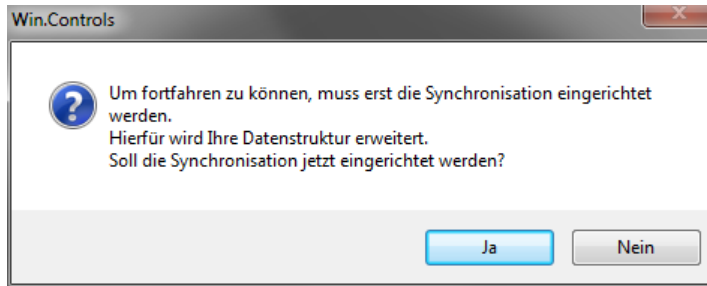 Win.Controls
Um fortfahren zu können, muss erst die Synchronisation eingerichtet
werden.
Hierfür wird Ihre Datenstruktur erweitert.
Soll die Synchronisation jetzt eingerichtet werden?
Ja
Nein